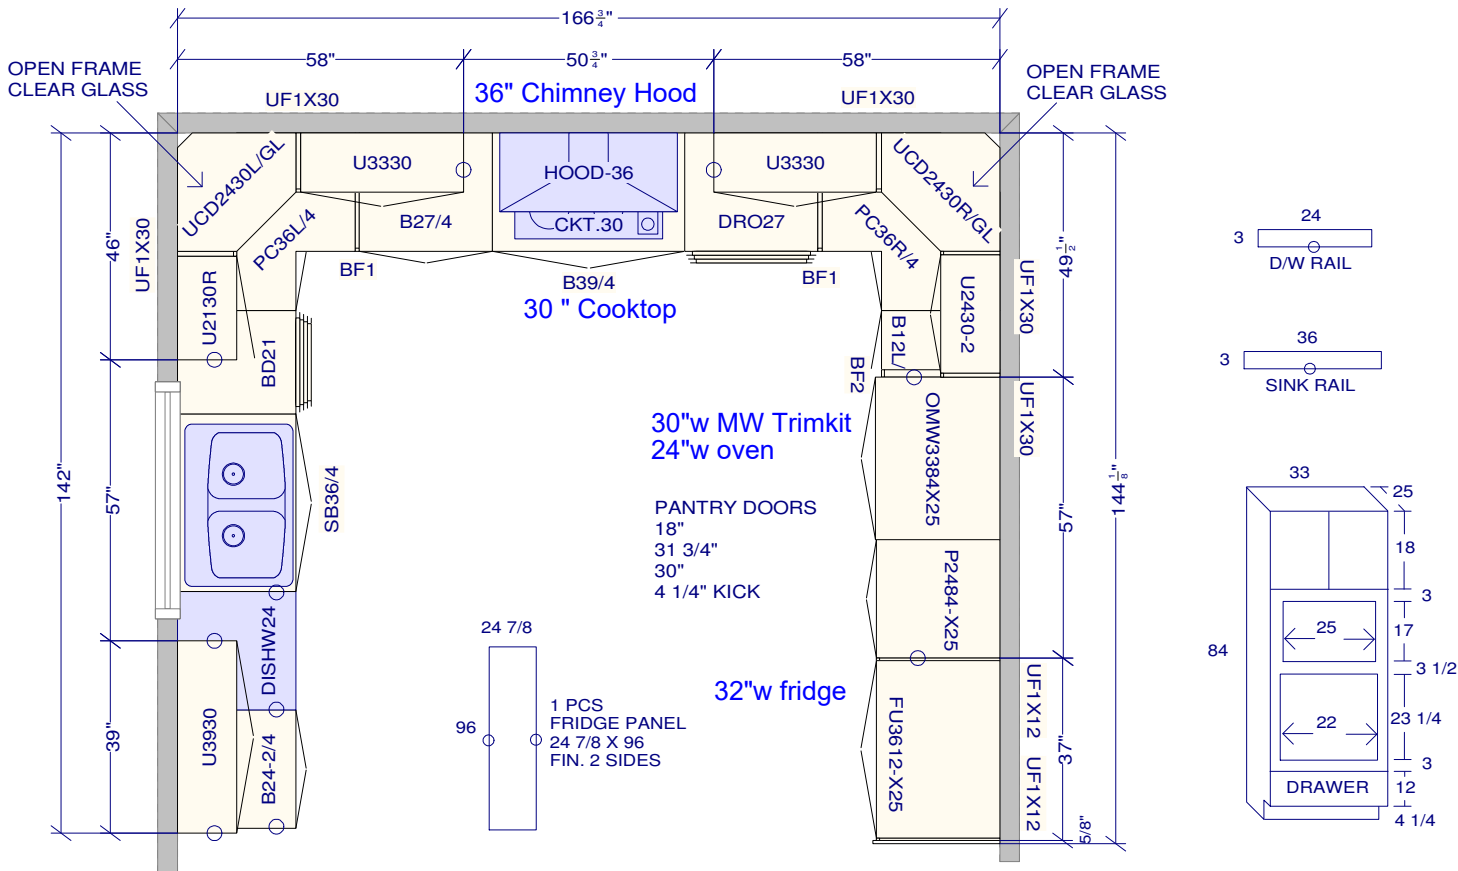 166 3/4"
58"
50 3/4"
58"
OPEN FRAME
CLEAR GLASS
OPEN FRAME
CLEAR GLASS
UF1X30
36" Chimney Hood
UF1X30
UCD2430L/GL
U3330
HOOD-36
U3330
UCD2430R/GL
PC36L/4
B27/4
CKT.30
DRO27
PC36R/4
BF1
B39/4
BF1
30 " Cooktop
46"
UF1X30
U2130R
BD21
B12L/
U2430-2
UF1X30
49 1/2"
BF2
142"
57"
SB36/4
30"w MW Trimkit
24"w oven
OMW3384X25
UF1X30
57"
144 1/8"
PANTRY DOORS
18"
31 3/4"
30"
4 1/4" KICK
P2484-X25
DISHW24
39"
U3930
B24-2/4
24 7/8
96
1 PCS
FRIDGE PANEL
24 7/8 X 96
FIN. 2 SIDES
32"w fridge
FU3612-X25
UF1X12
UF1X12
37"
5/8"
24
3
D/W RAIL
36
3
SINK RAIL
33
25
18
3
25
17
84
3 1/2
22
23 1/4
3
DRAWER
12
4 1/4